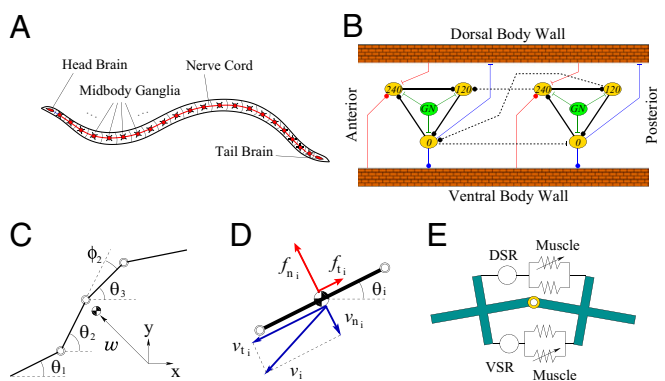 A
Head Brain
Midbody Ganglia
Nerve Cord
Tail Brain
B
Dorsal Body Wall
Anterior
240
120
GN
0
240
120
GN
0
Posterior
Ventral Body Wall
C
ϕ2
θ3
θ2
θ1
w
y
x
D
fni
fti
θi
vni
vti
vi
E
DSR
Muscle
VSR
Muscle